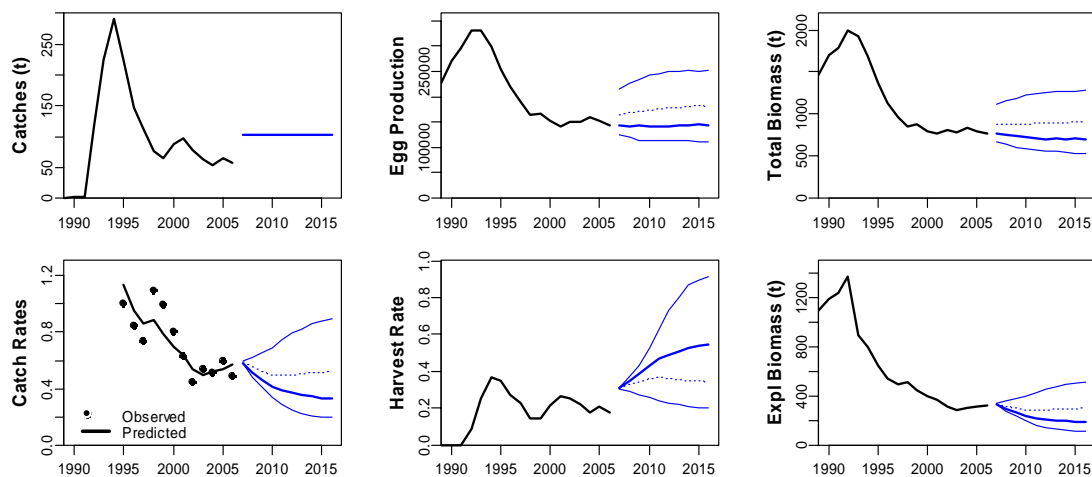 Catches (t)
0 50 150 250
1990 1995 2000 2005 2010 2015
Egg Production
0 100000 250000
1990 1995 2000 2005 2010 2015
Total Biomass (t)
0 500 1000 2000
1990 1995 2000 2005 2010 2015
Catch Rates
0.0 0.4 0.8 1.2
Observed
Predicted
1990 1995 2000 2005 2010 2015
Harvest Rate
0.0 0.2 0.4 0.6 0.8 1.0
1990 1995 2000 2005 2010 2015
Expl Biomass (t)
0 400 800 1200
1990 1995 2000 2005 2010 2015